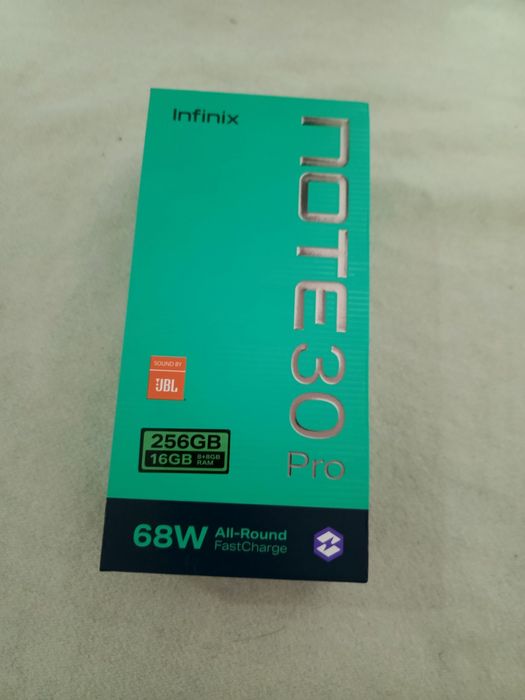 Infinix
NOTE 30
Pro
SOUND BY
JBL
256GB
16GB 8+8GB RAM
68W All-Round
FastCharge